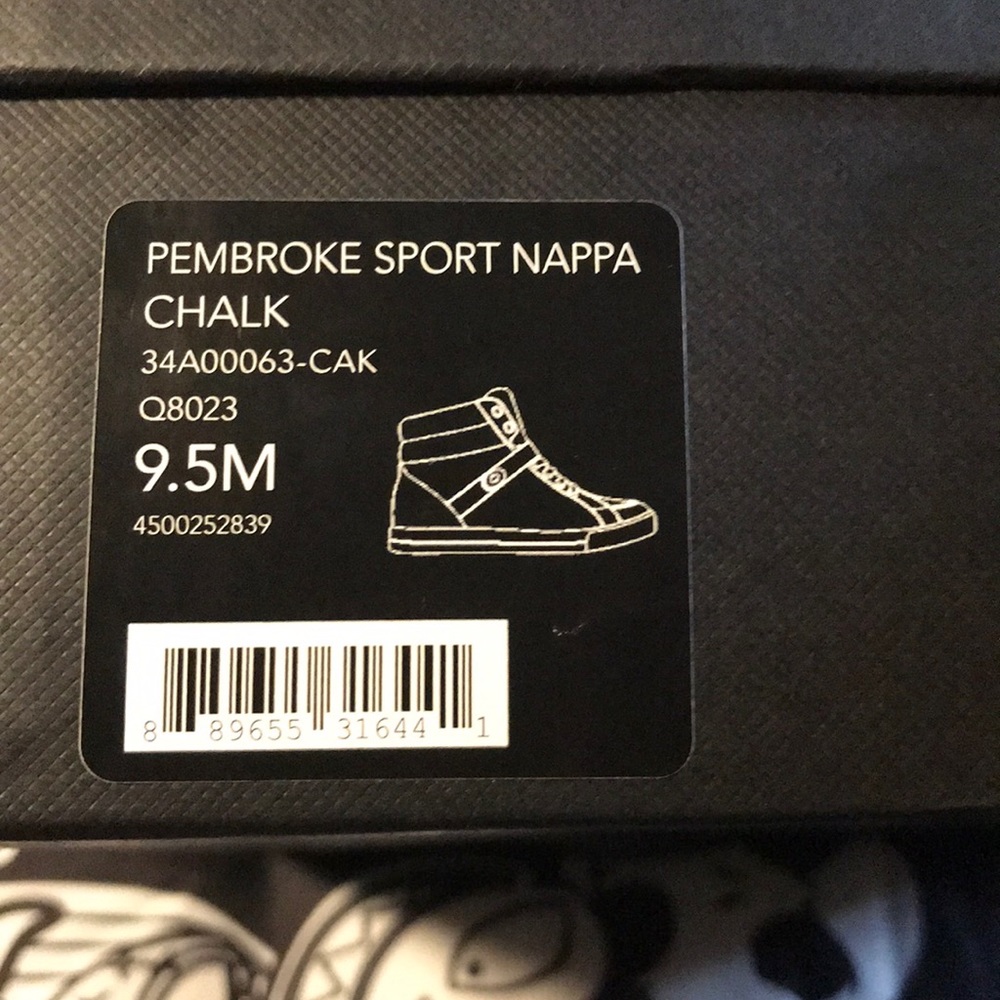 PEMBROKE SPORT NAPPA
CHALK
34A00063-CAK
Q8023
9.5M
4500252839
8 89655 31644 1